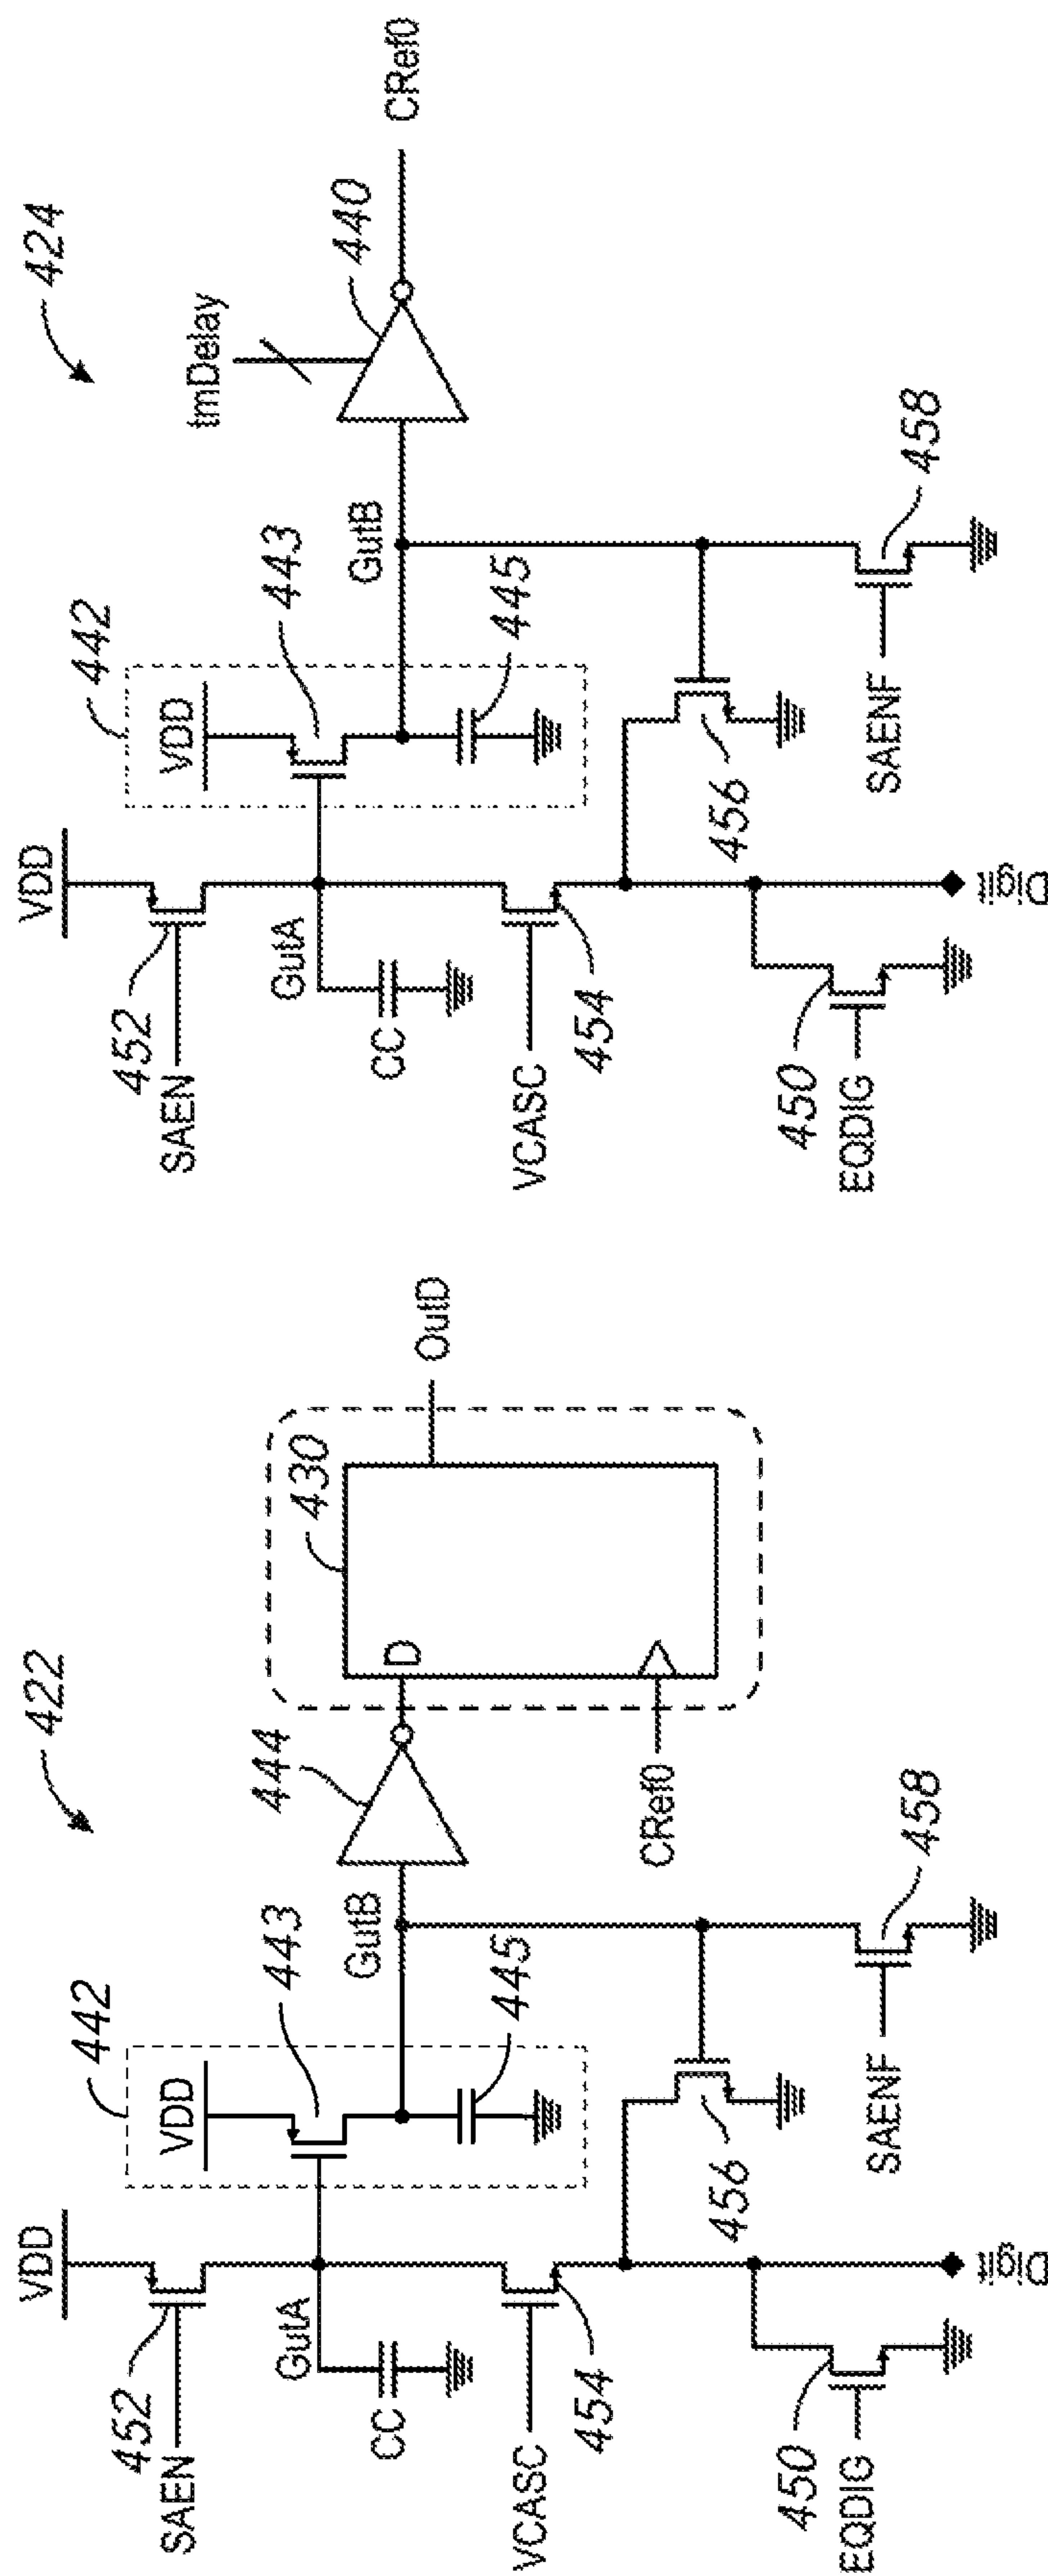 422
VDD
442
VDD
443
452
SAEN
GutA
GutB
444
D
430
OutD
CC
445
CRef0
VCASC
454
456
458
450
EQDIG
SAENF
Digit
424
VDD
442
VDD
443
452
SAEN
GutA
GutB
tmDelay
440
CRef0
CC
445
VCASC
454
456
458
450
EQDIG
SAENF
Digit